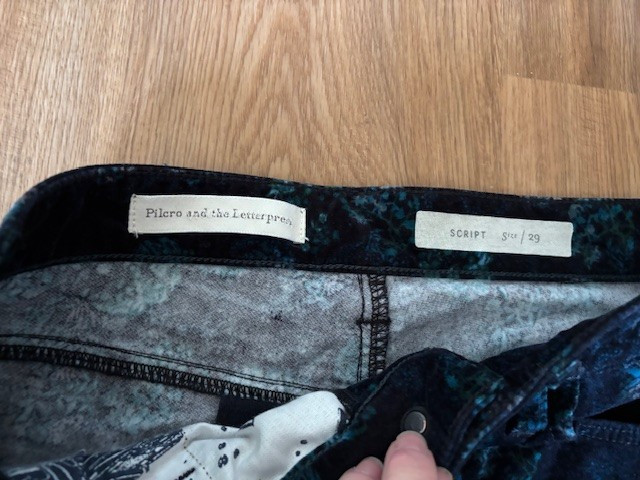 Pilcro and the Letterpress
SCRIPT Size / 29